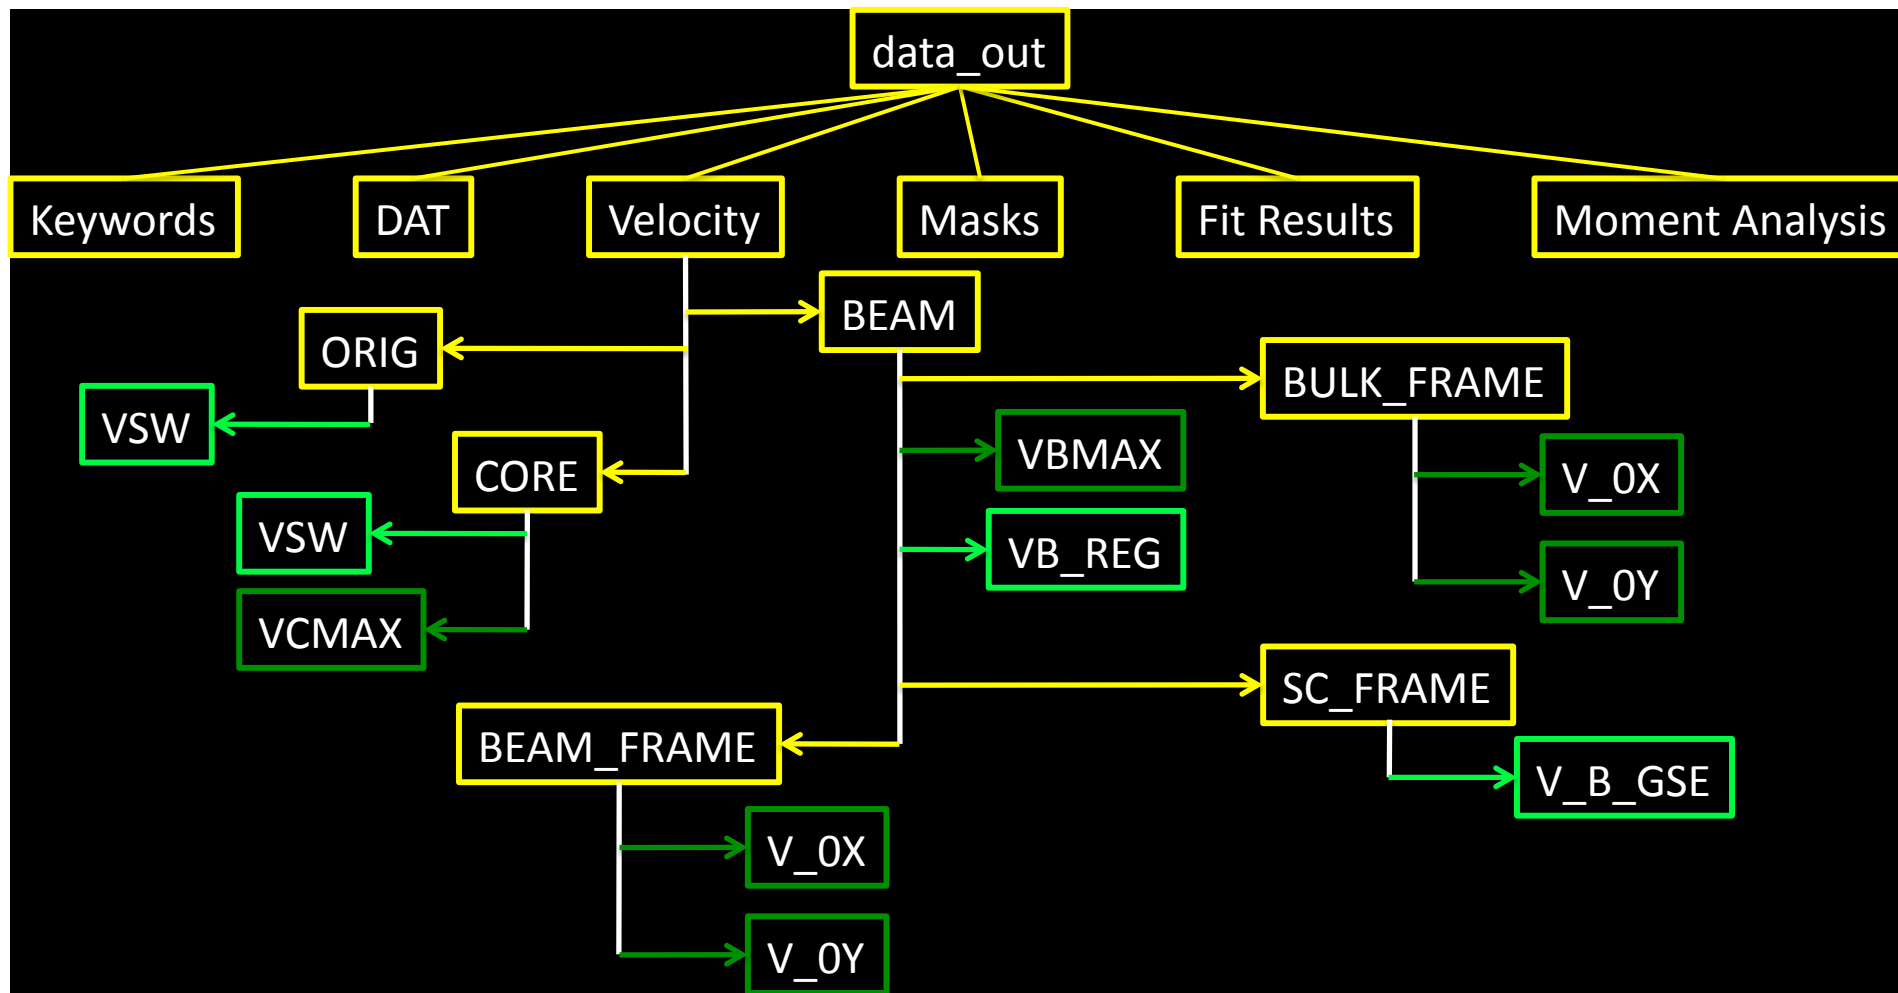 data_out
Keywords
DAT
Velocity
Masks
Fit Results
Moment Analysis
BEAM
ORIG
BULK_FRAME
VSW
VBMAX
CORE
V_0X
VSW
VB_REG
V_0Y
VCMAX
SC_FRAME
BEAM_FRAME
V_B_GSE
V_0X
V_0Y